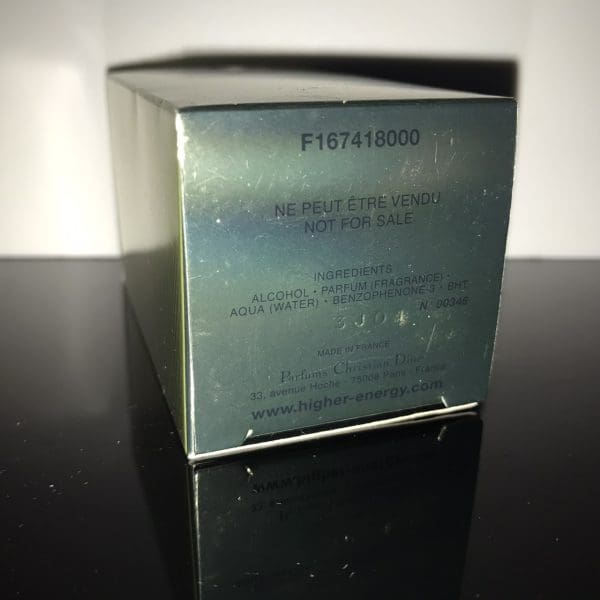 F167418000
NE PEUT ÊTRE VENDU
NOT FOR SALE
INGREDIENTS
ALCOHOL • PARFUM (FRAGRANCE) •
AQUA (WATER) • BENZOPHENONE-3 • BHT
N° 00346
MADE IN FRANCE
Parfums Christian Dior
33, avenue Hoche - 75008 Paris - France
www.higher-energy.com